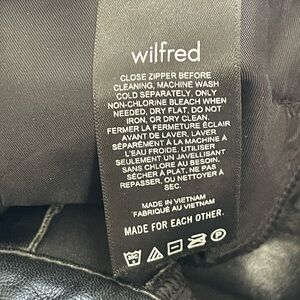 wilfred
CLOSE ZIPPER BEFORE
CLEANING, MACHINE WASH
COLD SEPARATELY, ONLY
NON-CHLORINE BLEACH WHEN
NEEDED, DRY FLAT, DO NOT
IRON, OR DRY CLEAN.
FERMER LA FERMETURE ÉCLAIR
AVANT DE LAVER, LAVER
SÉPARÉMENT À LA MACHINE À
L'EAU FROIDE. UTILISER
SEULEMENT UN JAVELLISANT
SANS CHLORE AU BESOIN.
SÉCHER À PLAT, NE PAS
REPASSER, OU NETTOYER À
SEC.
MADE IN VIETNAM
FABRIQUÉ AU VIETNAM
MADE FOR EACH OTHER.